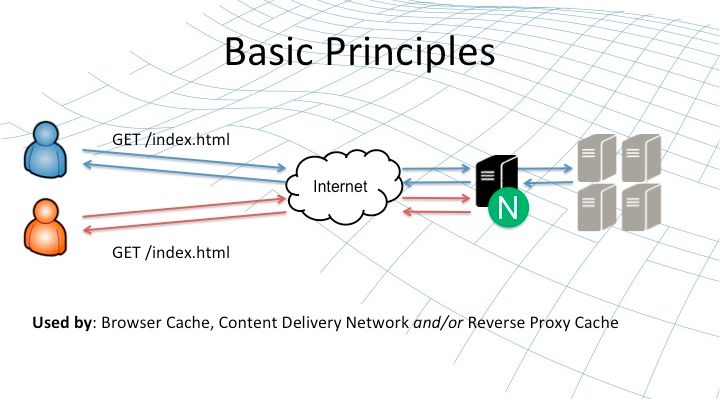 Basic Principles
GET /index.html
Internet
N
GET /index.html
Used by: Browser Cache, Content Delivery Network and/or Reverse Proxy Cache